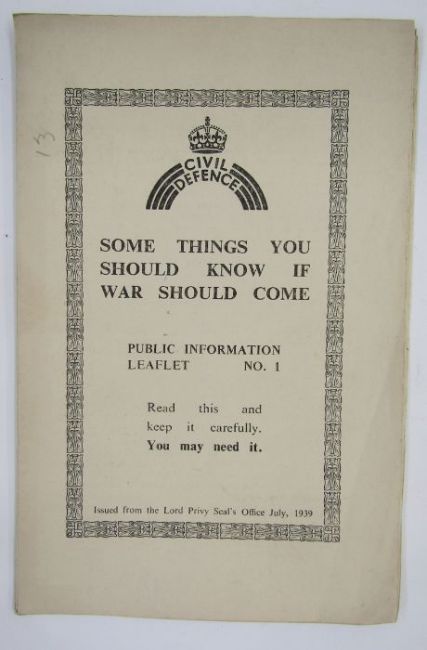 13
CIVIL
DEFENCE
SOME THINGS YOU
SHOULD KNOW IF
WAR SHOULD COME
PUBLIC INFORMATION
LEAFLET NO. 1
Read this and
keep it carefully.
You may need it.
Issued from the Lord Privy Seal's Office July, 1939